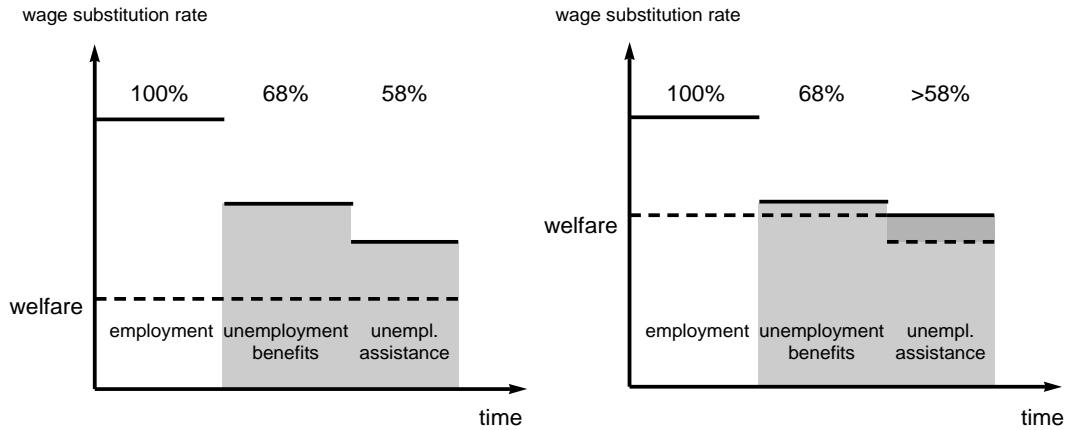 wage substitution rate
100%
68%
58%
welfare
employment
unemployment
benefits
unempl.
assistance
time
wage substitution rate
100%
68%
>58%
welfare
employment
unemployment
benefits
unempl.
assistance
time